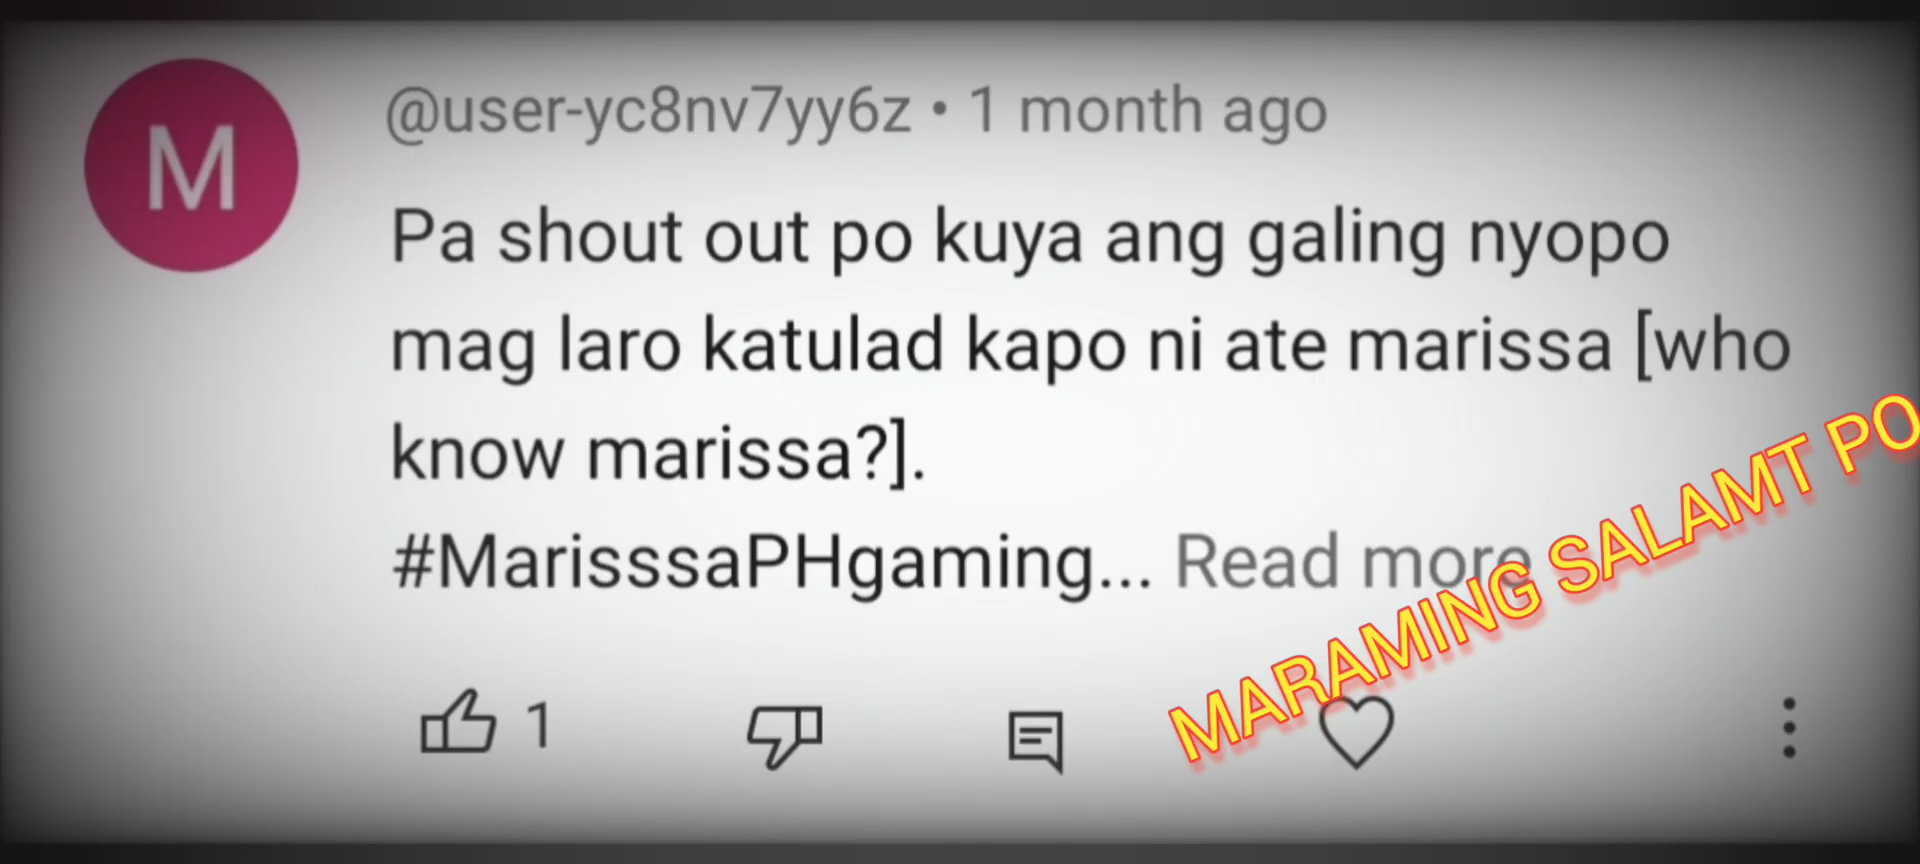 M
@user-yc8nv7yy6z • 1 month ago
Pa shout out po kuya ang galing nyopo
mag laro katulad kapo ni ate marissa [who
know marissa?].
#MarisssaPHgaming... Read more
MARAMING SALAMT PO
1